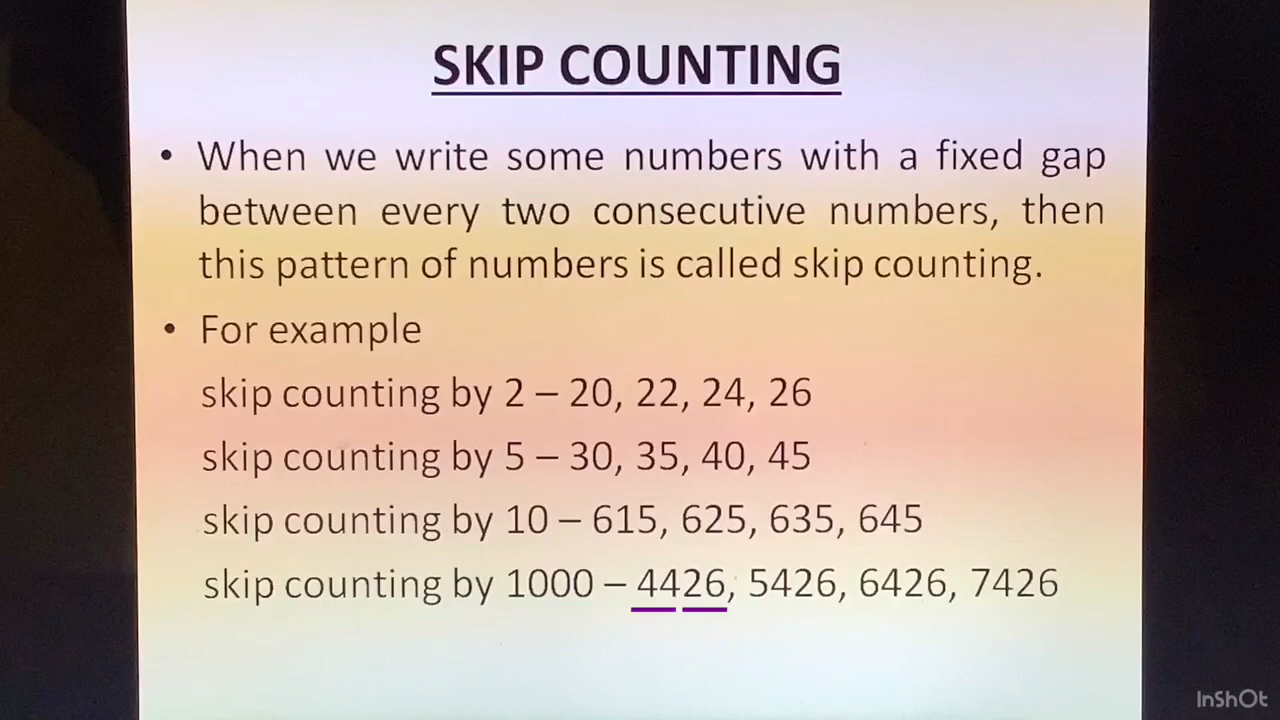 SKIP COUNTING
• When we write some numbers with a fixed gap
between every two consecutive numbers, then
this pattern of numbers is called skip counting.
• For example
skip counting by 2 – 20, 22, 24, 26
skip counting by 5 – 30, 35, 40, 45
skip counting by 10 – 615, 625, 635, 645
skip counting by 1000 – 4426, 5426, 6426, 7426
InShOt